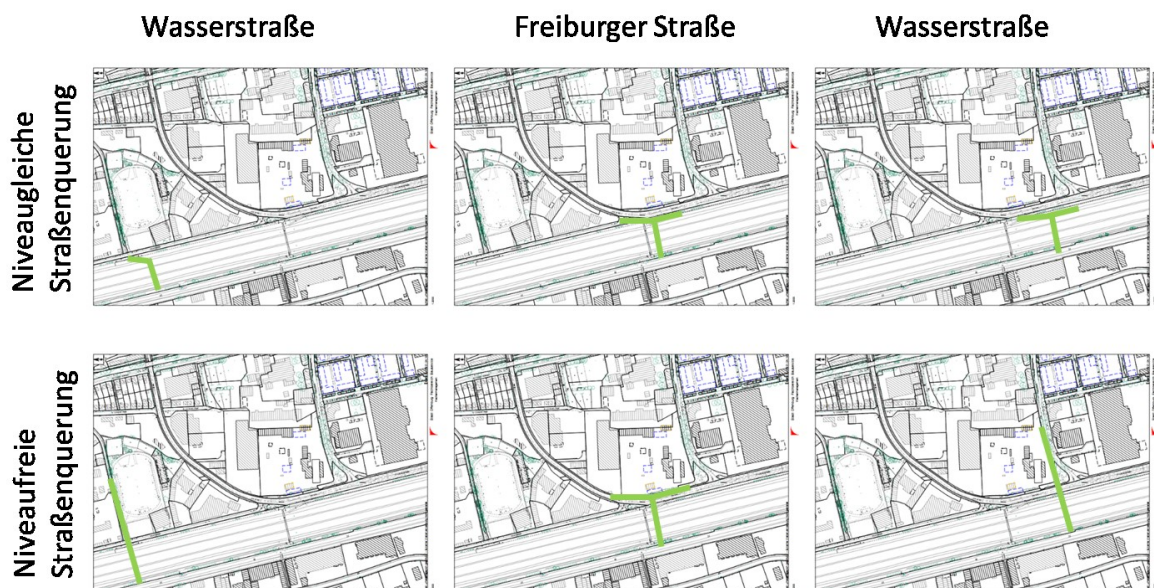 Wasserstraße
Freiburger Straße
Wasserstraße
Niveaugleiche
Straßenquerung
Niveaufreie
Straßenquerung